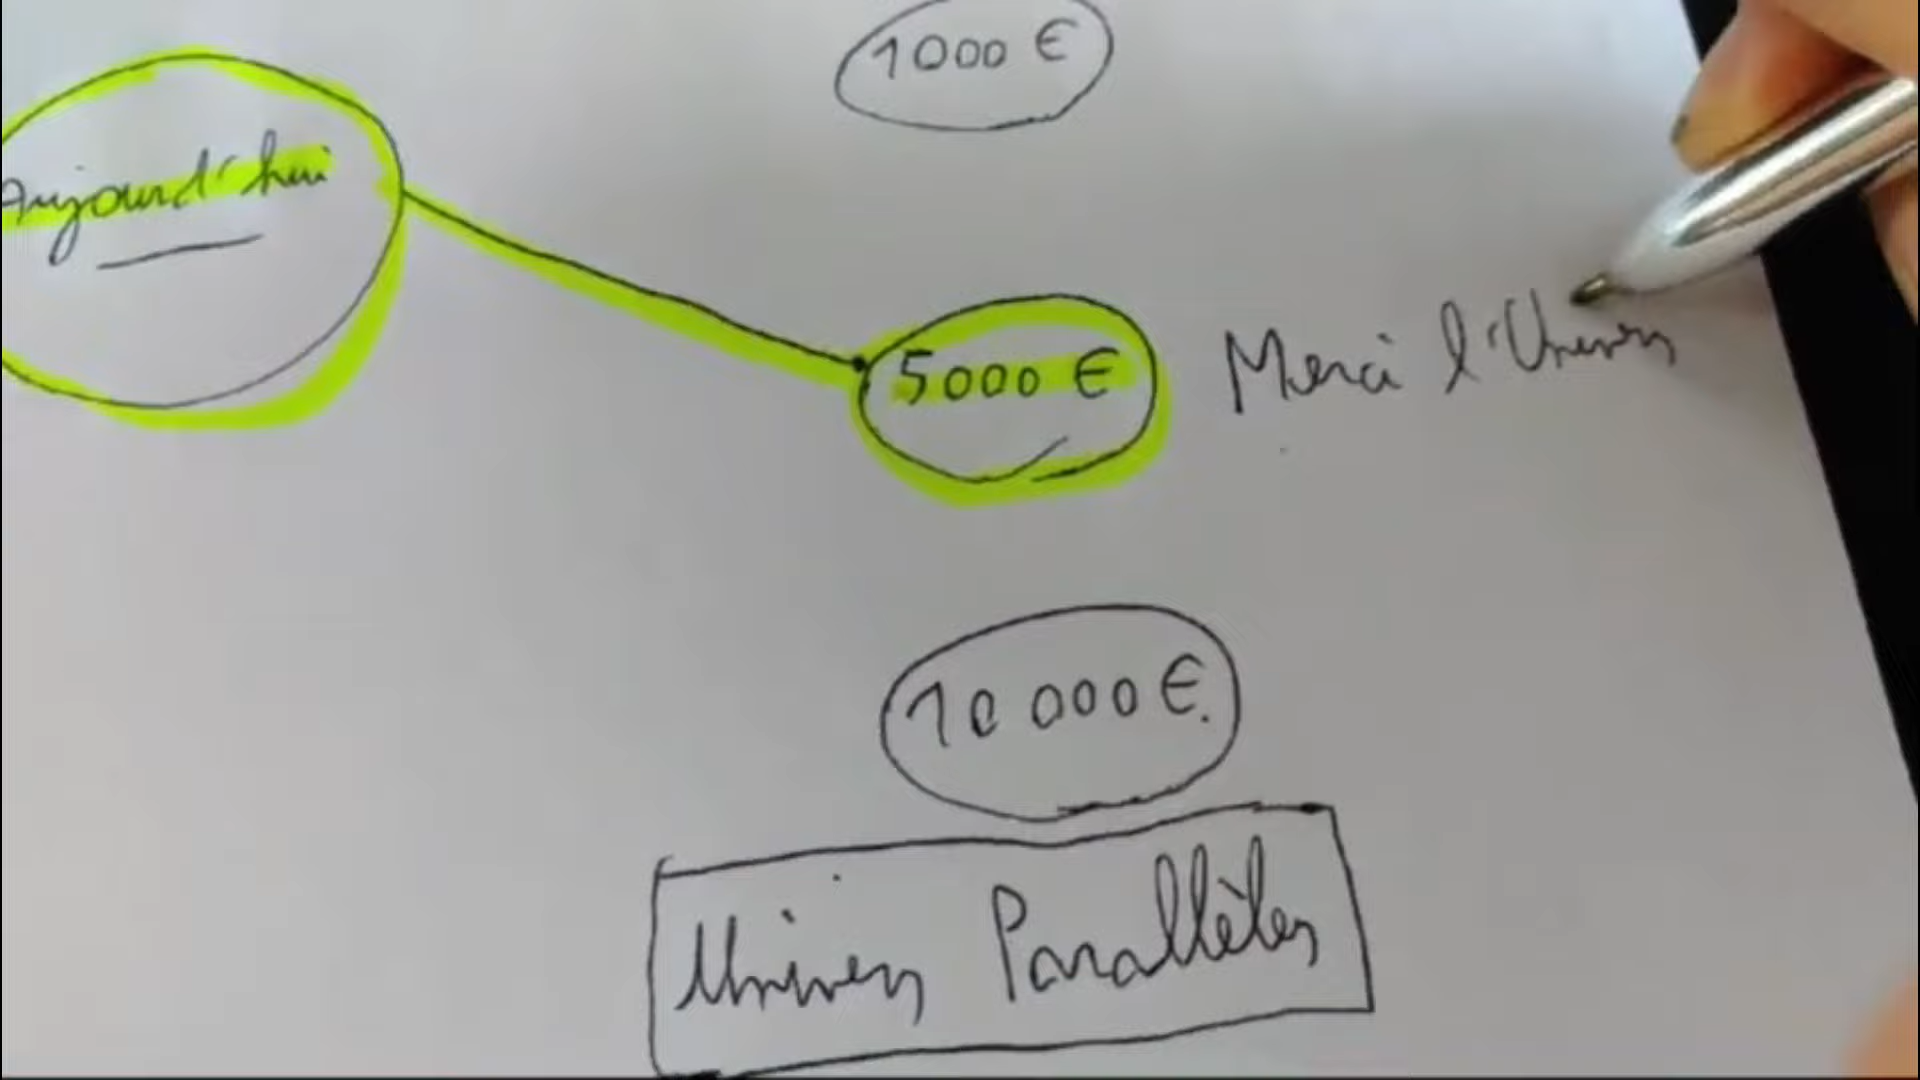 1000 €
Aujourd'hui
5000 €
Merci l'Univers
10 000 €.
Univers Parallèles